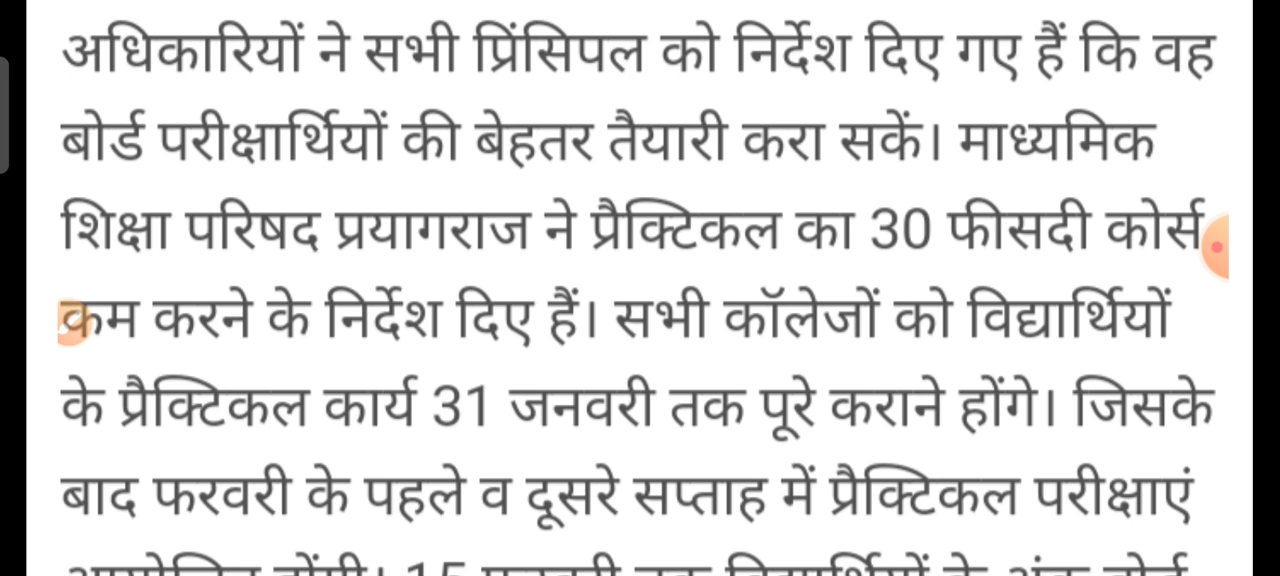 अधिकारियों ने सभी प्रिंसिपल को निर्देश दिए गए हैं कि वह
बोर्ड परीक्षार्थियों की बेहतर तैयारी करा सकें। माध्यमिक
शिक्षा परिषद प्रयागराज ने प्रैक्टिकल का 30 फीसदी कोर्स
कम करने के निर्देश दिए हैं। सभी कॉलेजों को विद्यार्थियों
के प्रैक्टिकल कार्य 31 जनवरी तक पूरे कराने होंगे। जिसके
बाद फरवरी के पहले व दूसरे सप्ताह में प्रैक्टिकल परीक्षाएं